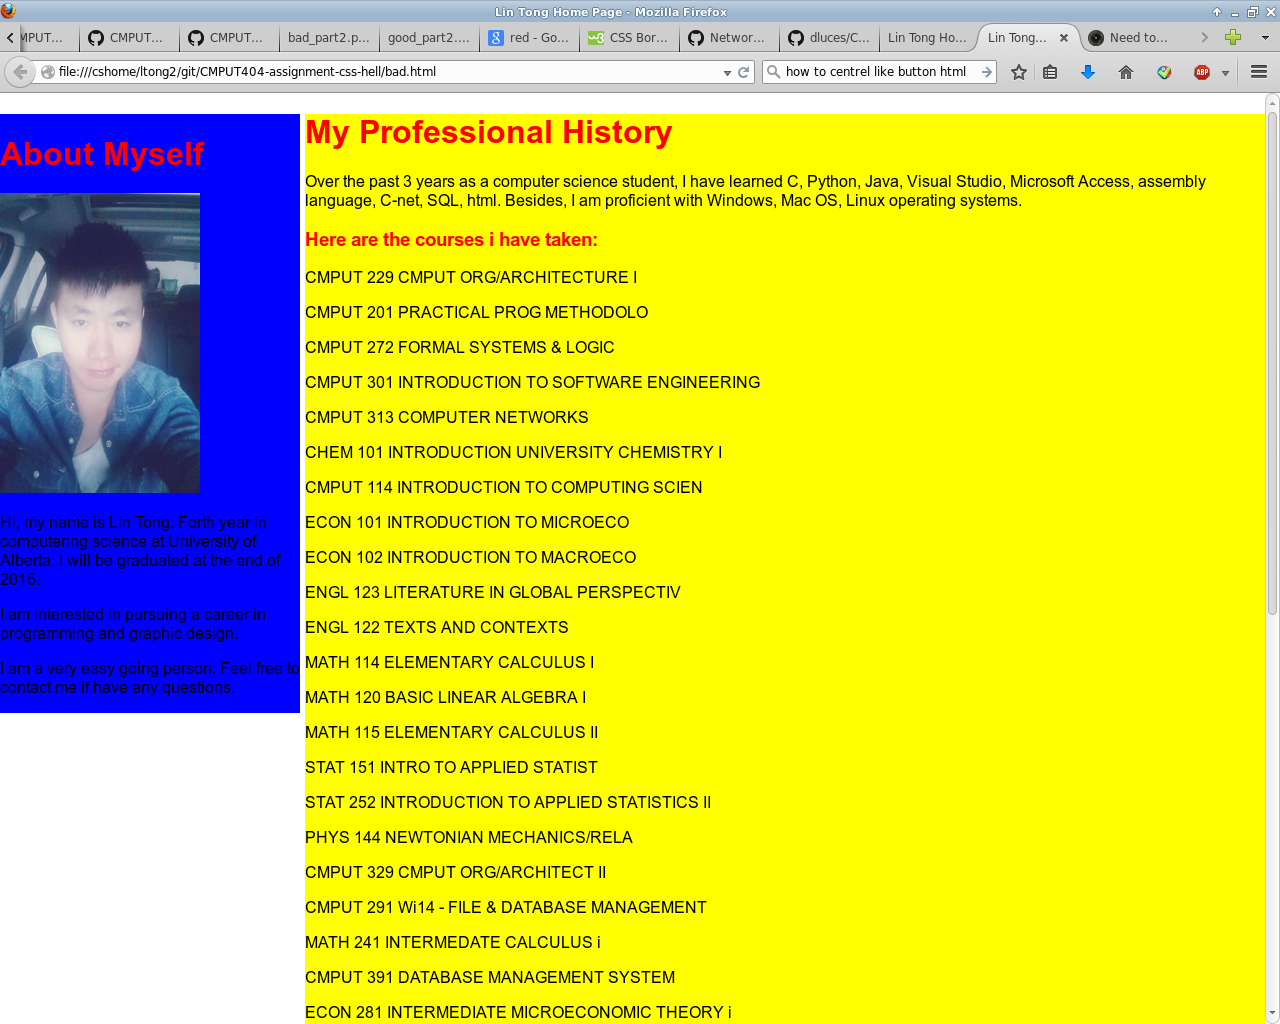 Lin Tong Home Page - Mozilla Firefox
MPUT...
CMPUT...
CMPUT...
bad_part2.p...
good_part2....
red - Go...
CSS Bor...
Networ...
dluces/C...
Lin Tong Ho...
Lin Tong...
Need to...
file:///cshome/ltong2/git/CMPUT404-assignment-css-hell/bad.html
how to centrel like button html
ABP
About Myself
Hi, my name is Lin Tong. Forth year in
computering science at University of
Alberta. I will be graduated at the end of
2015.
I am interested in pursuing a career in
programming and graphic design.
I am a very easy going person. Feel free to
contact me if have any questions.
My Professional History
Over the past 3 years as a computer science student, I have learned C, Python, Java, Visual Studio, Microsoft Access, assembly
language, C-net, SQL, html. Besides, I am proficient with Windows, Mac OS, Linux operating systems.
Here are the courses i have taken:
CMPUT 229 CMPUT ORG/ARCHITECTURE I
CMPUT 201 PRACTICAL PROG METHODOLO
CMPUT 272 FORMAL SYSTEMS & LOGIC
CMPUT 301 INTRODUCTION TO SOFTWARE ENGINEERING
CMPUT 313 COMPUTER NETWORKS
CHEM 101 INTRODUCTION UNIVERSITY CHEMISTRY I
CMPUT 114 INTRODUCTION TO COMPUTING SCIEN
ECON 101 INTRODUCTION TO MICROECO
ECON 102 INTRODUCTION TO MACROECO
ENGL 123 LITERATURE IN GLOBAL PERSPECTIV
ENGL 122 TEXTS AND CONTEXTS
MATH 114 ELEMENTARY CALCULUS I
MATH 120 BASIC LINEAR ALGEBRA I
MATH 115 ELEMENTARY CALCULUS II
STAT 151 INTRO TO APPLIED STATIST
STAT 252 INTRODUCTION TO APPLIED STATISTICS II
PHYS 144 NEWTONIAN MECHANICS/RELA
CMPUT 329 CMPUT ORG/ARCHITECT II
CMPUT 291 Wi14 - FILE & DATABASE MANAGEMENT
MATH 241 INTERMEDATE CALCULUS i
CMPUT 391 DATABASE MANAGEMENT SYSTEM
ECON 281 INTERMEDIATE MICROECONOMIC THEORY i